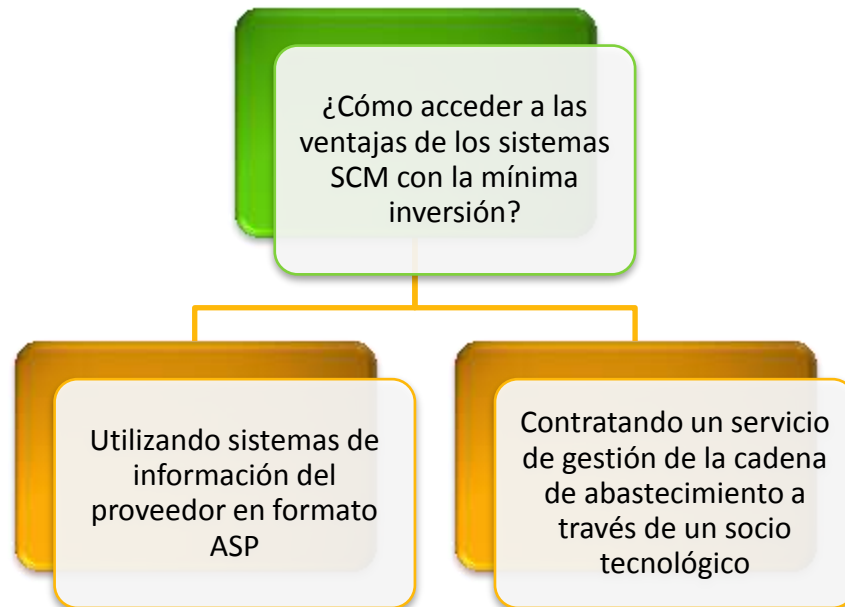 ¿Cómo acceder a las
ventajas de los sistemas
SCM con la mínima
inversión?
Utilizando sistemas de
información del
proveedor en formato
ASP
Contratando un servicio
de gestión de la cadena
de abastecimiento a
través de un socio
tecnológico